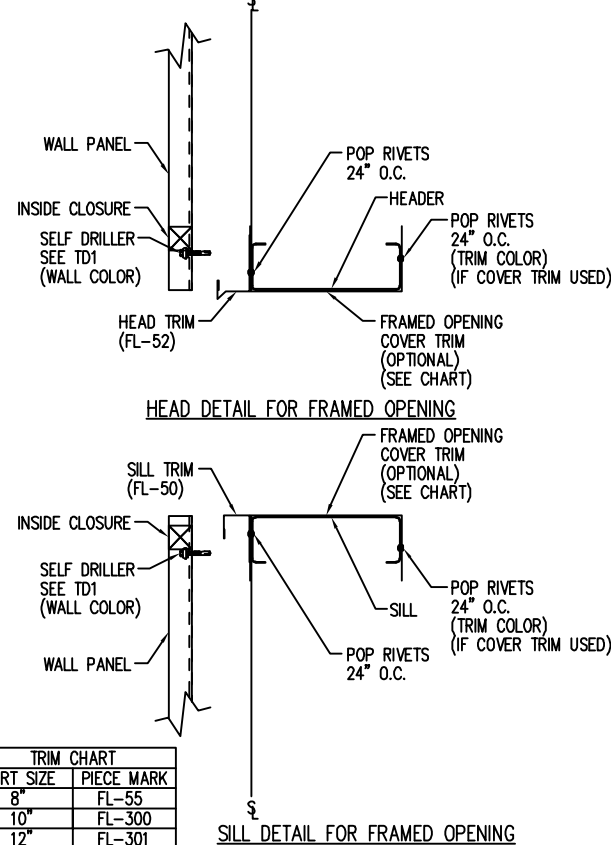 WALL PANEL
POP RIVETS
24" O.C.
HEADER
INSIDE CLOSURE
POP RIVETS
24" O.C.
(TRIM COLOR)
(IF COVER TRIM USED)
SELF DRILLER
SEE TD1
(WALL COLOR)
HEAD TRIM
(FL-52)
FRAMED OPENING
COVER TRIM
(OPTIONAL)
(SEE CHART)
HEAD DETAIL FOR FRAMED OPENING
FRAMED OPENING
COVER TRIM
(OPTIONAL)
(SEE CHART)
SILL TRIM
(FL-50)
INSIDE CLOSURE
SELF DRILLER
SEE TD1
(WALL COLOR)
POP RIVETS
24" O.C.
(TRIM COLOR)
(IF COVER TRIM USED)
SILL
WALL PANEL
POP RIVETS
24" O.C.
TRIM CHART
RT SIZE PIECE MARK
8" FL-55
10" FL-300
12" FL-301
SILL DETAIL FOR FRAMED OPENING